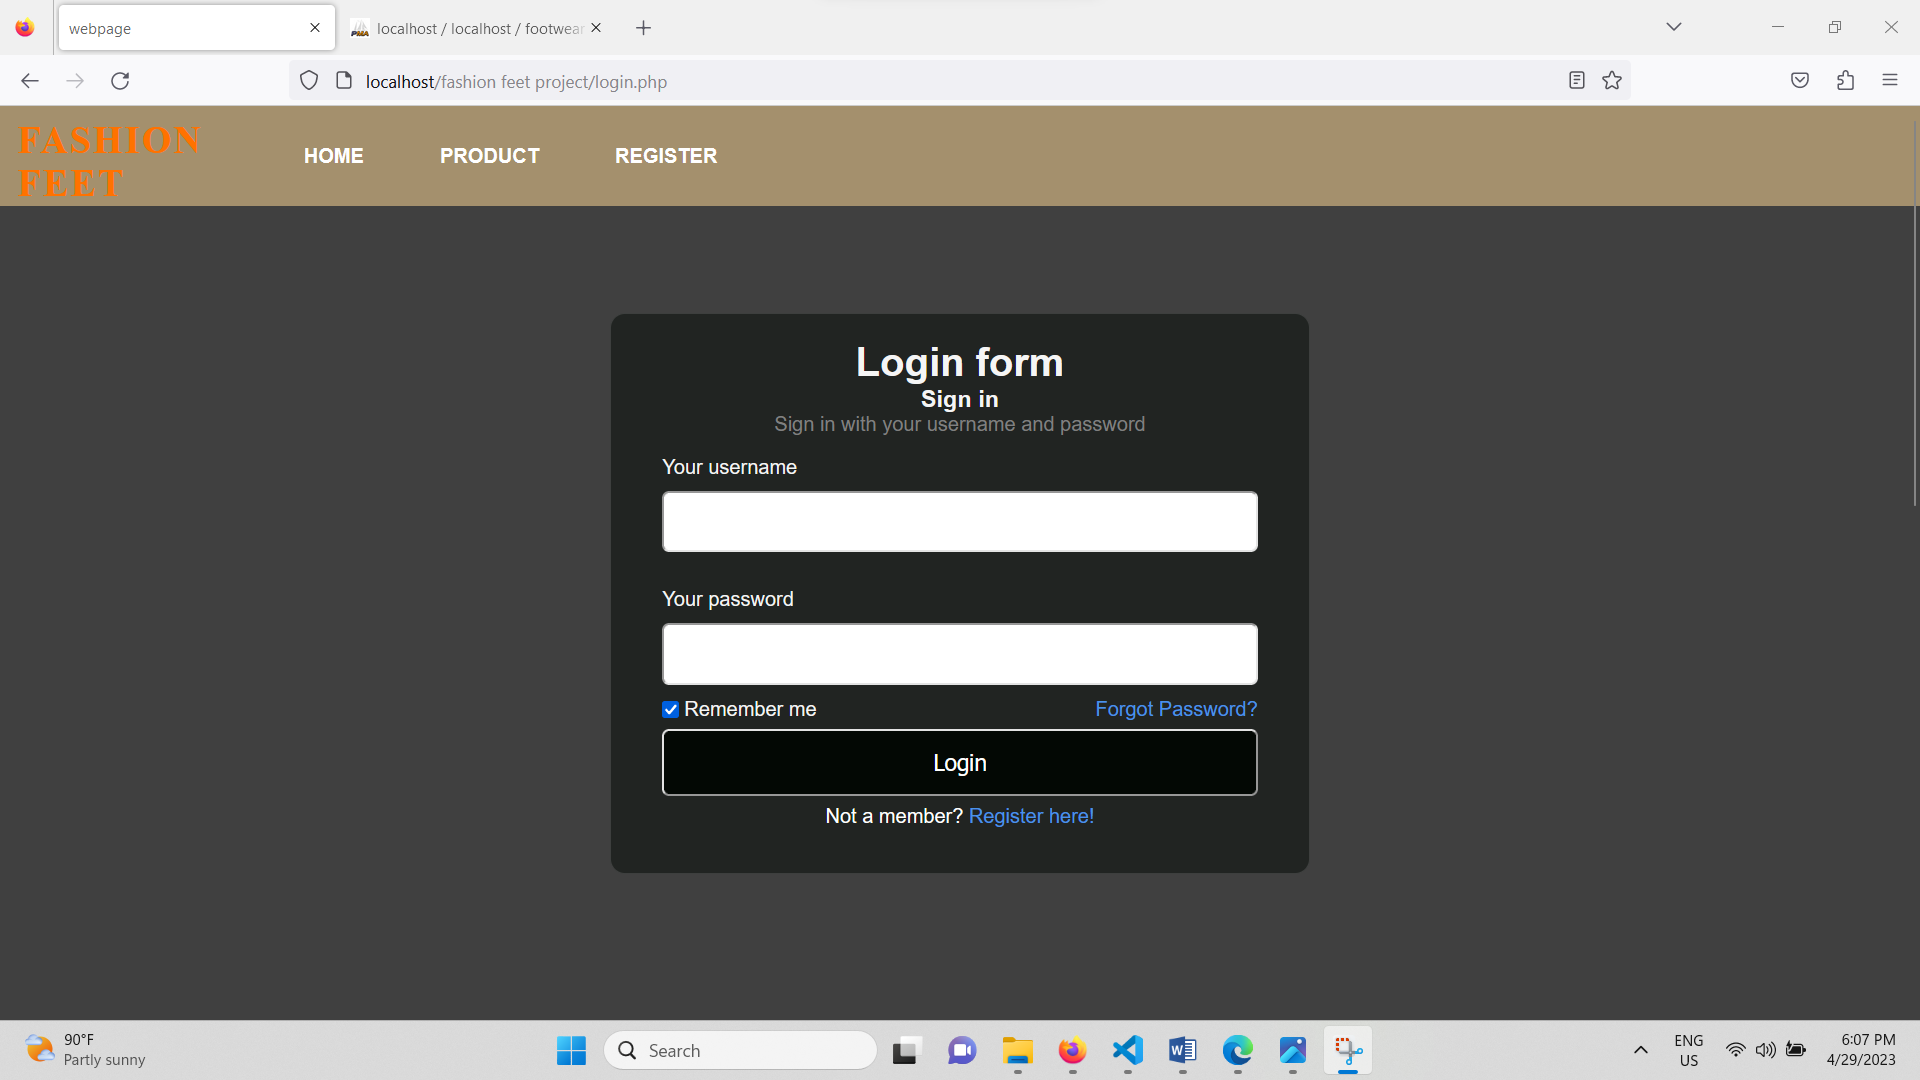 webpage
localhost / localhost / footwear
localhost/fashion feet project/login.php
FASHION
FEET
HOME
PRODUCT
REGISTER
Login form
Sign in
Sign in with your username and password
Your username
Your password
Remember me
Forgot Password?
Login
Not a member? Register here!
90°F
Partly sunny
Search
ENG
US
6:07 PM
4/29/2023